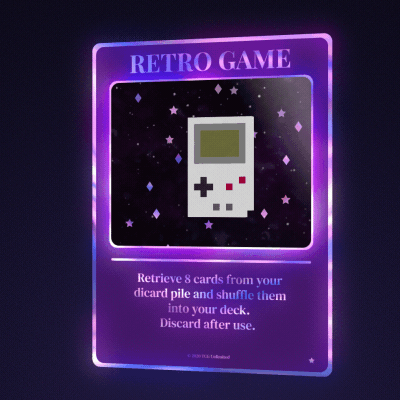 RETRO GAME
Retrieve 8 cards from your
dicard pile and shuffle them
into your deck.
Discard after use.